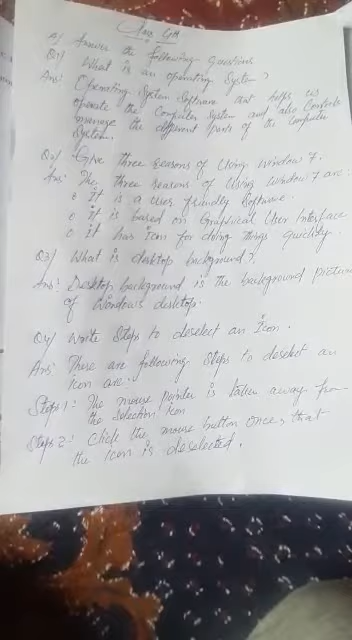 Q/ Answer the following questions
Q1/ What is an operating System?
Ans: Operating System Software that helps us
operate the Computer System and also Controls
manage the different parts of the Computer
System.
Q2/ Give three reasons of Using Window 7.
Ans: The three reasons of Using Window 7 are:
It is a user friendly Software.
It is based on Graphical User Interface
It has Icon for doing Things quickly.
Q3/ What is desktop background?
Ans: Desktop background is the background picture
of Windows desktop.
Q4/ Write Steps to deselect an Icon.
Ans: These are following Steps to deselect an
Icon are:
Steps 1: The mouse pointer is taken away from
the Selection Icon
Steps 2: Click the mouse button once, that
the Icon is deselected.